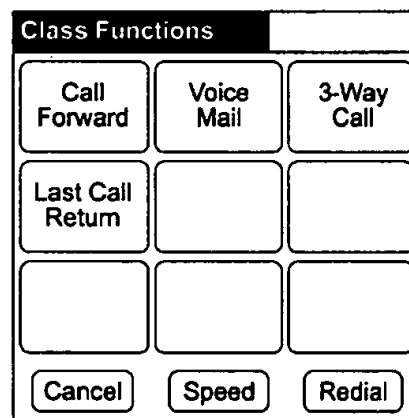 Class Functions
Call
Forward
Voice
Mail
3-Way
Call
Last Call
Return
Cancel
Speed
Redial